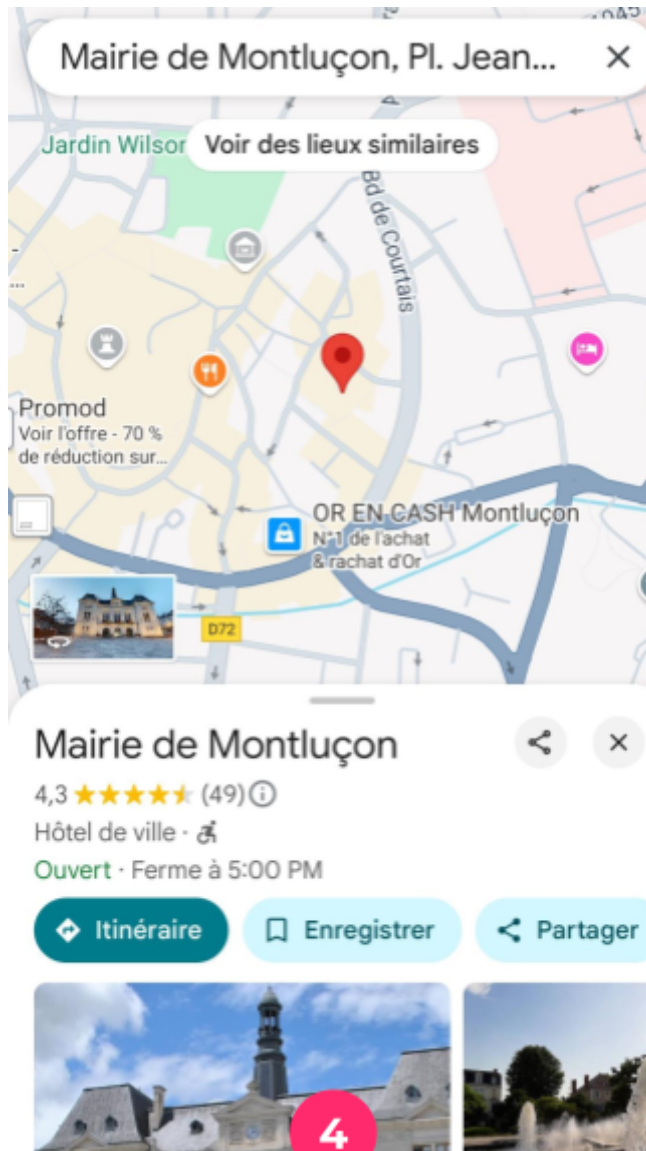 1945
Mairie de Montluçon, Pl. Jean...
Jardin Wilson
Voir des lieux similaires
Bd de Courtais
Promod
Voir l'offre - 70 %
de réduction sur...
OR EN CASH Montluçon
N°1 de l'achat
& rachat d'Or
D72
Mairie de Montluçon
4,3 (49)
Hôtel de ville ·
Ouvert · Ferme à 5:00 PM
Itinéraire
Enregistrer
Partager
4